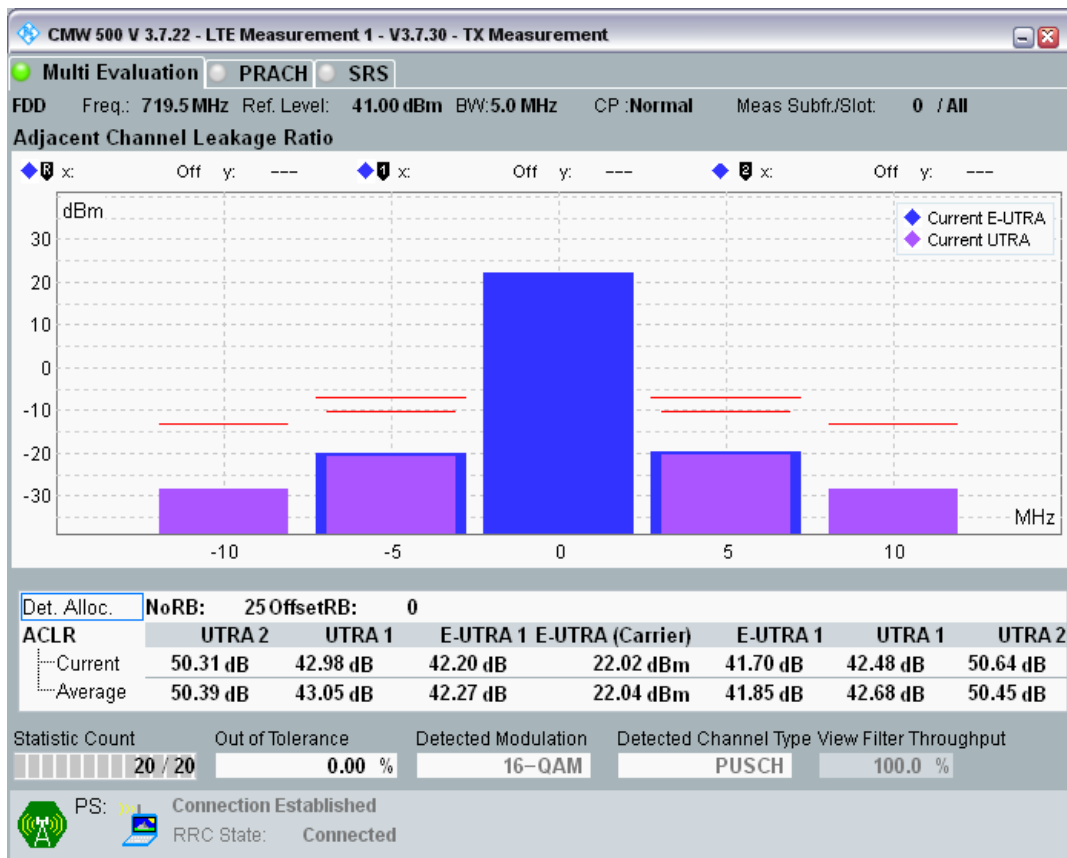 CMW 500 V 3.7.22 - LTE Measurement 1 - V3.7.30 - TX Measurement
Multi Evaluation PRACH SRS
FDD Freq.: 719.5 MHz Ref. Level: 41.00 dBm BW:5.0 MHz CP :Normal Meas Subfr./Slot: 0 / All
Adjacent Channel Leakage Ratio
R x: Off y: --- 1 x: Off y: --- 2 x: Off y: ---
dBm
Current E-UTRA
Current UTRA
30
20
10
0
-10
-20
-30
MHz
-10 -5 0 5 10
Det. Alloc. NoRB: 25 OffsetRB: 0
ACLR UTRA 2 UTRA 1 E-UTRA 1 E-UTRA (Carrier) E-UTRA 1 UTRA 1 UTRA 2
Current 50.31 dB 42.98 dB 42.20 dB 22.02 dBm 41.70 dB 42.48 dB 50.64 dB
Average 50.39 dB 43.05 dB 42.27 dB 22.04 dBm 41.85 dB 42.68 dB 50.45 dB
Statistic Count Out of Tolerance Detected Modulation Detected Channel Type View Filter Throughput
20 / 20 0.00 % 16-QAM PUSCH 100.0 %
PS: Connection Established
RRC State: Connected